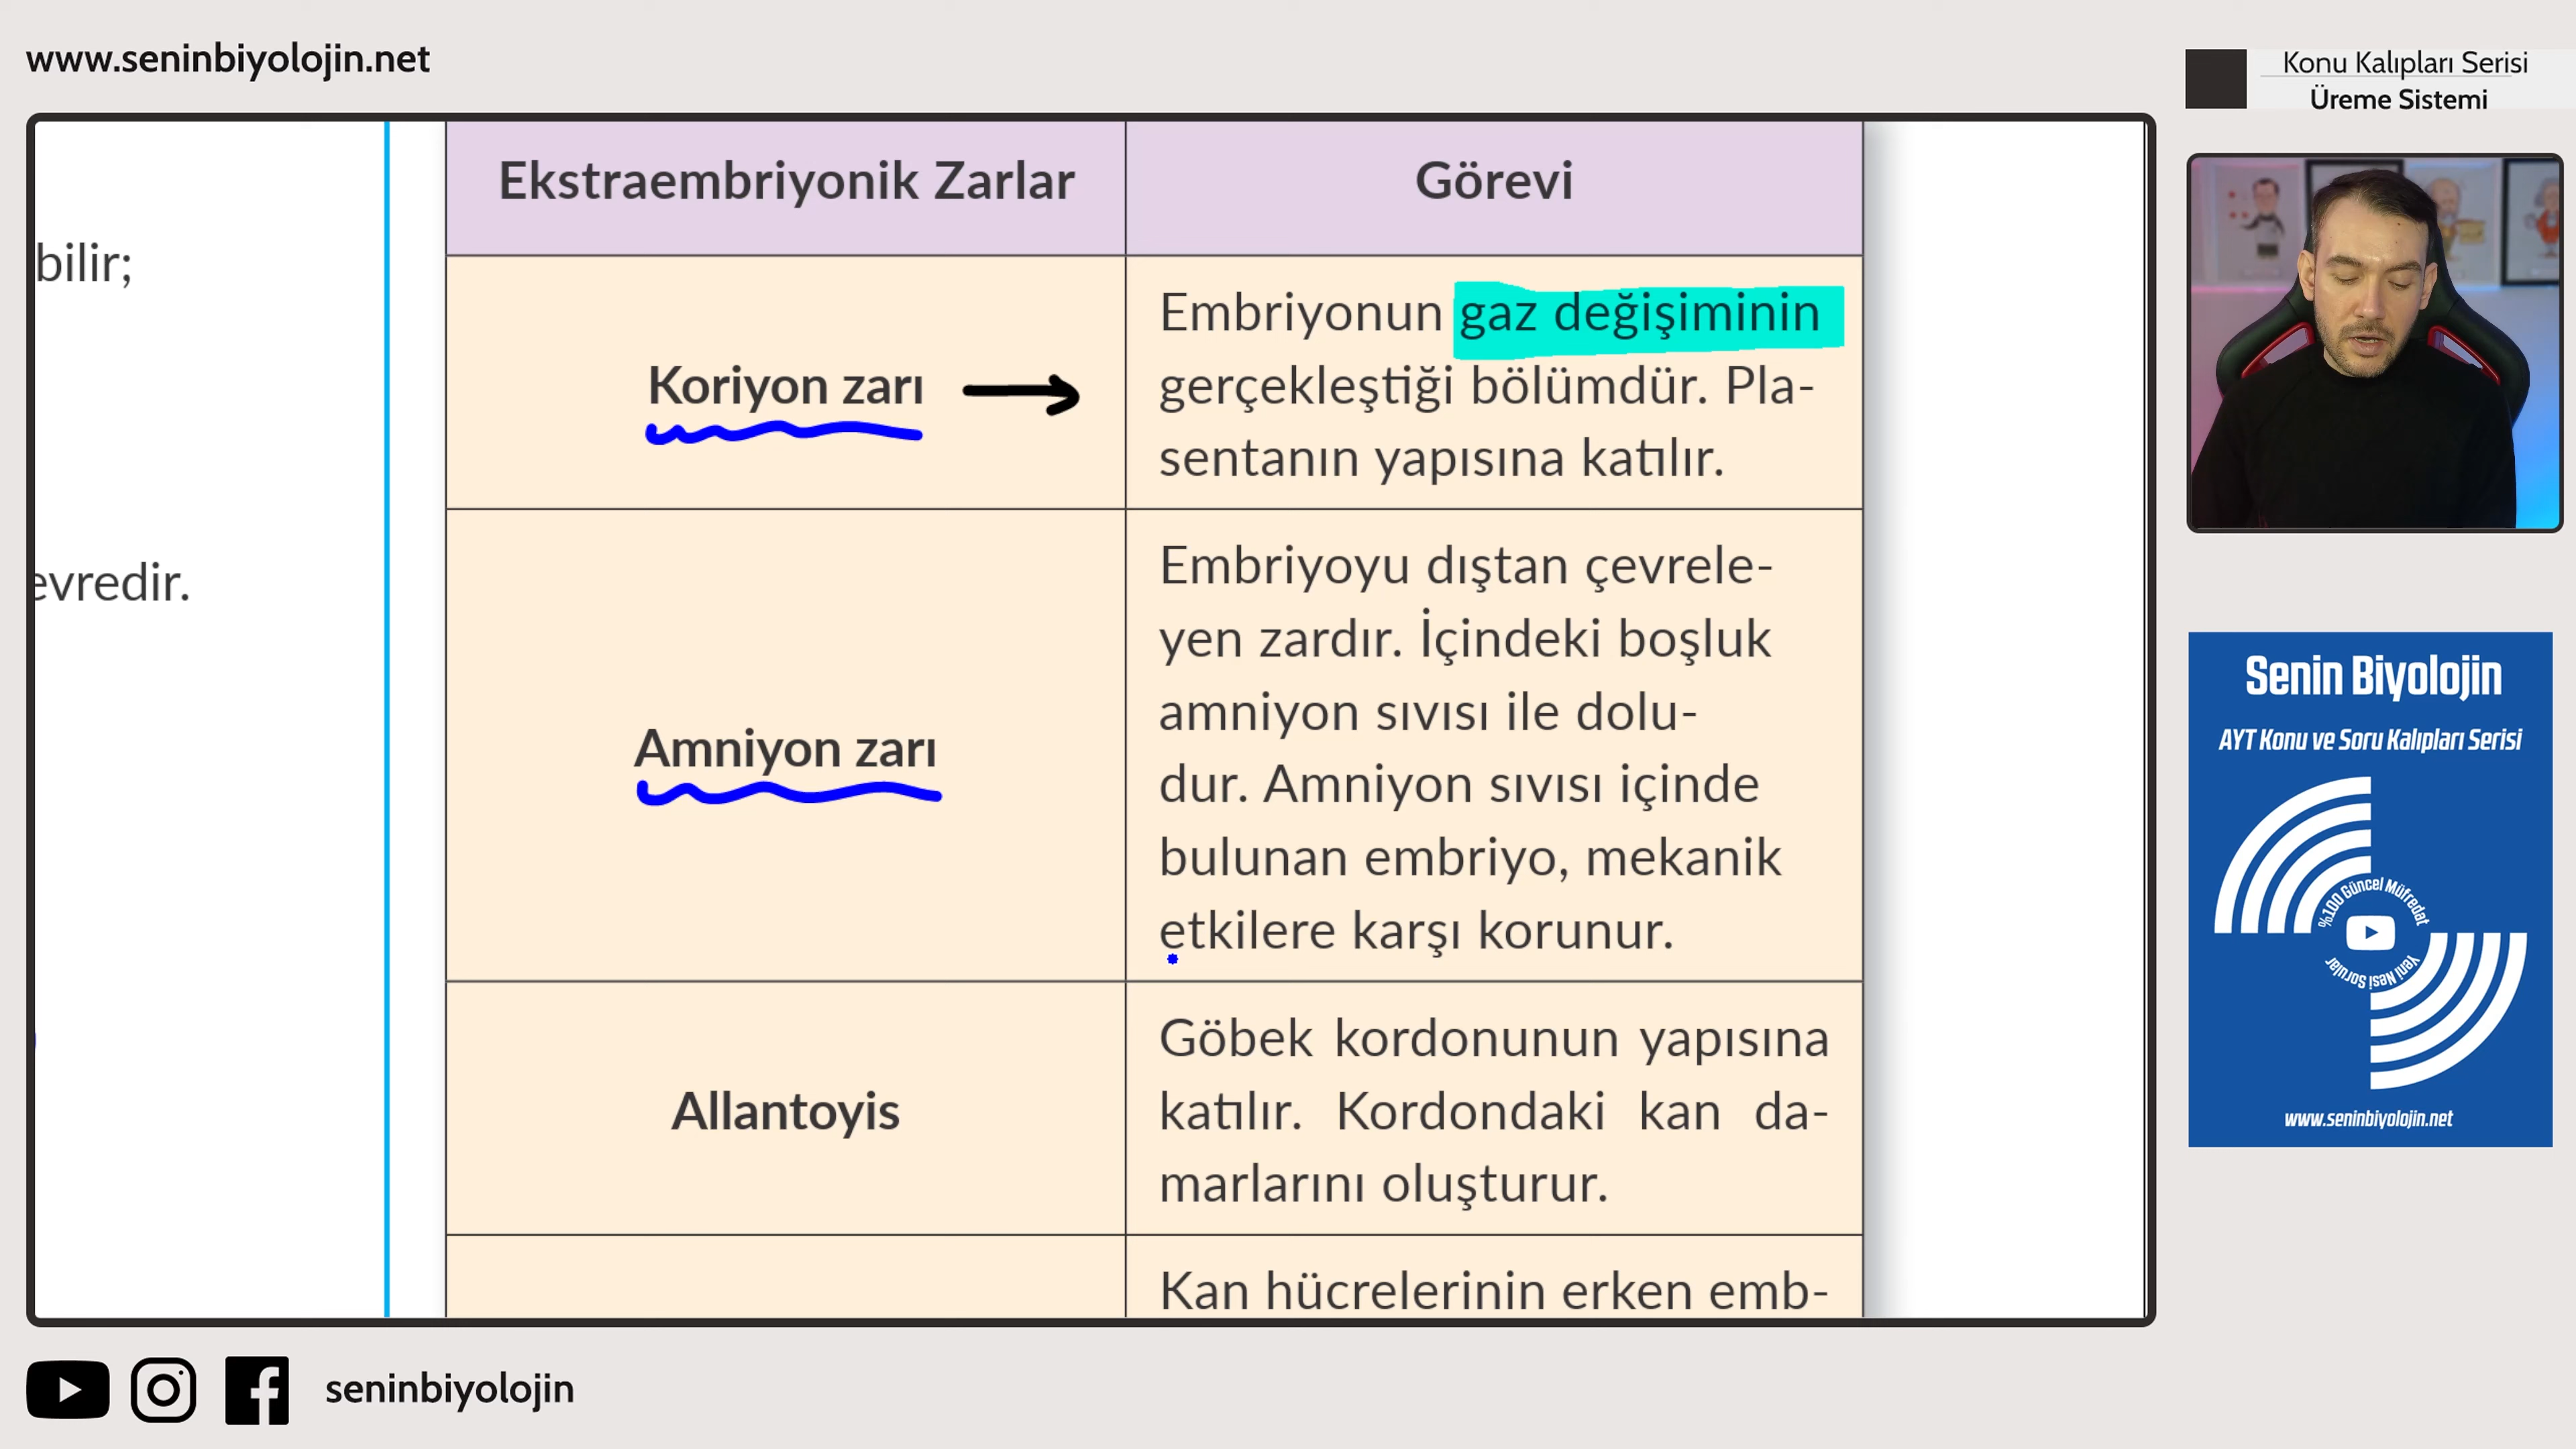 www.seninbiyolojin.net
Konu Kalıpları Serisi
Üreme Sistemi
bilir;
evredir.
Ekstraembriyonik Zarlar
Görevi
Koriyon zarı
Embriyonun gaz değişiminin
gerçekleştiği bölümdür. Pla-
sentanın yapısına katılır.
Amniyon zarı
Embriyoyu dıştan çevrele-
yen zardır. İçindeki boşluk
amniyon sıvısı ile dolu-
dur. Amniyon sıvısı içinde
bulunan embriyo, mekanik
etkilere karşı korunur.
Allantoyis
Göbek kordonunun yapısına
katılır. Kordondaki kan da-
marlarını oluşturur.
Kan hücrelerinin erken emb-
Senin Biyolojin
AYT Konu ve Soru Kalıpları Serisi
%100 Güncel Müfredat
Yeni Nesil Sorular
www.seninbiyolojin.net
seninbiyolojin